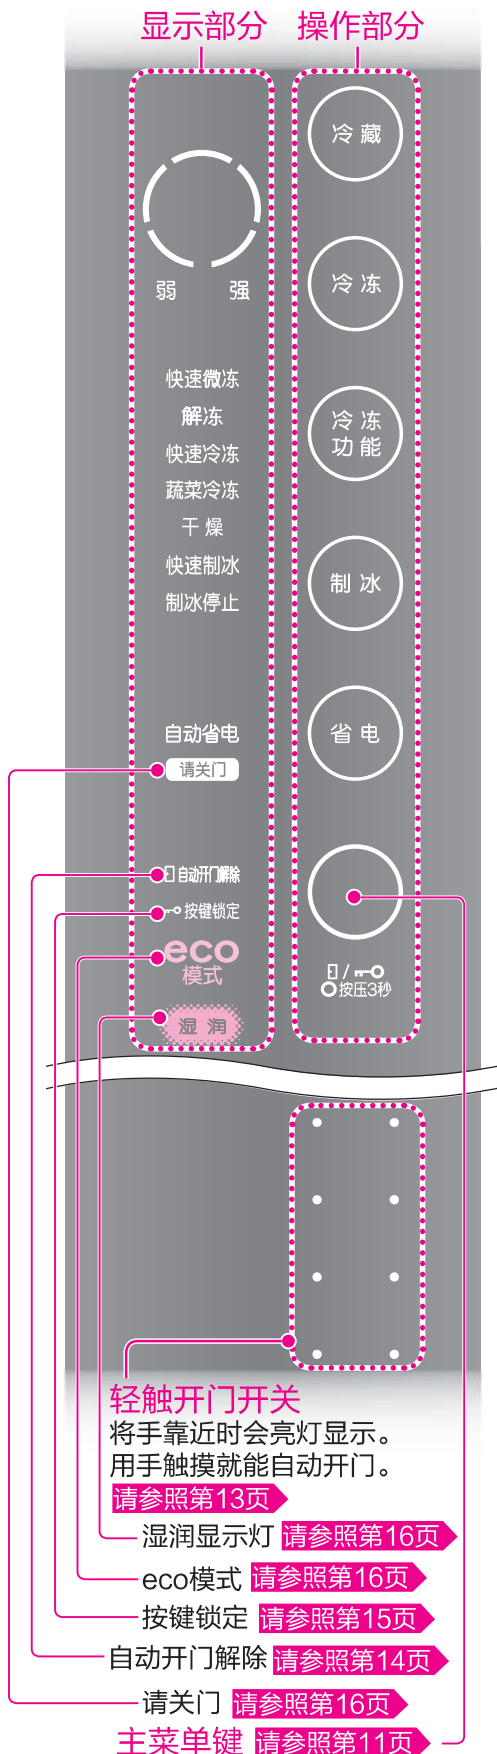 显示部分 操作部分
冷藏
弱 强
冷冻
快速微冻
解冻
快速冷冻
蔬菜冷冻
干燥
快速制冰
制冰停止
冷冻
功能
制冰
自动省电
请关门
省电
自动开门解除
按键锁定
eco
模式
湿润
/
按压3秒
轻触开门开关
将手靠近时会亮灯显示。
用手触摸就能自动开门。
请参照第13页
湿润显示灯 请参照第16页
eco模式 请参照第16页
按键锁定 请参照第15页
自动开门解除 请参照第14页
请关门 请参照第16页
主菜单键 请参照第11页